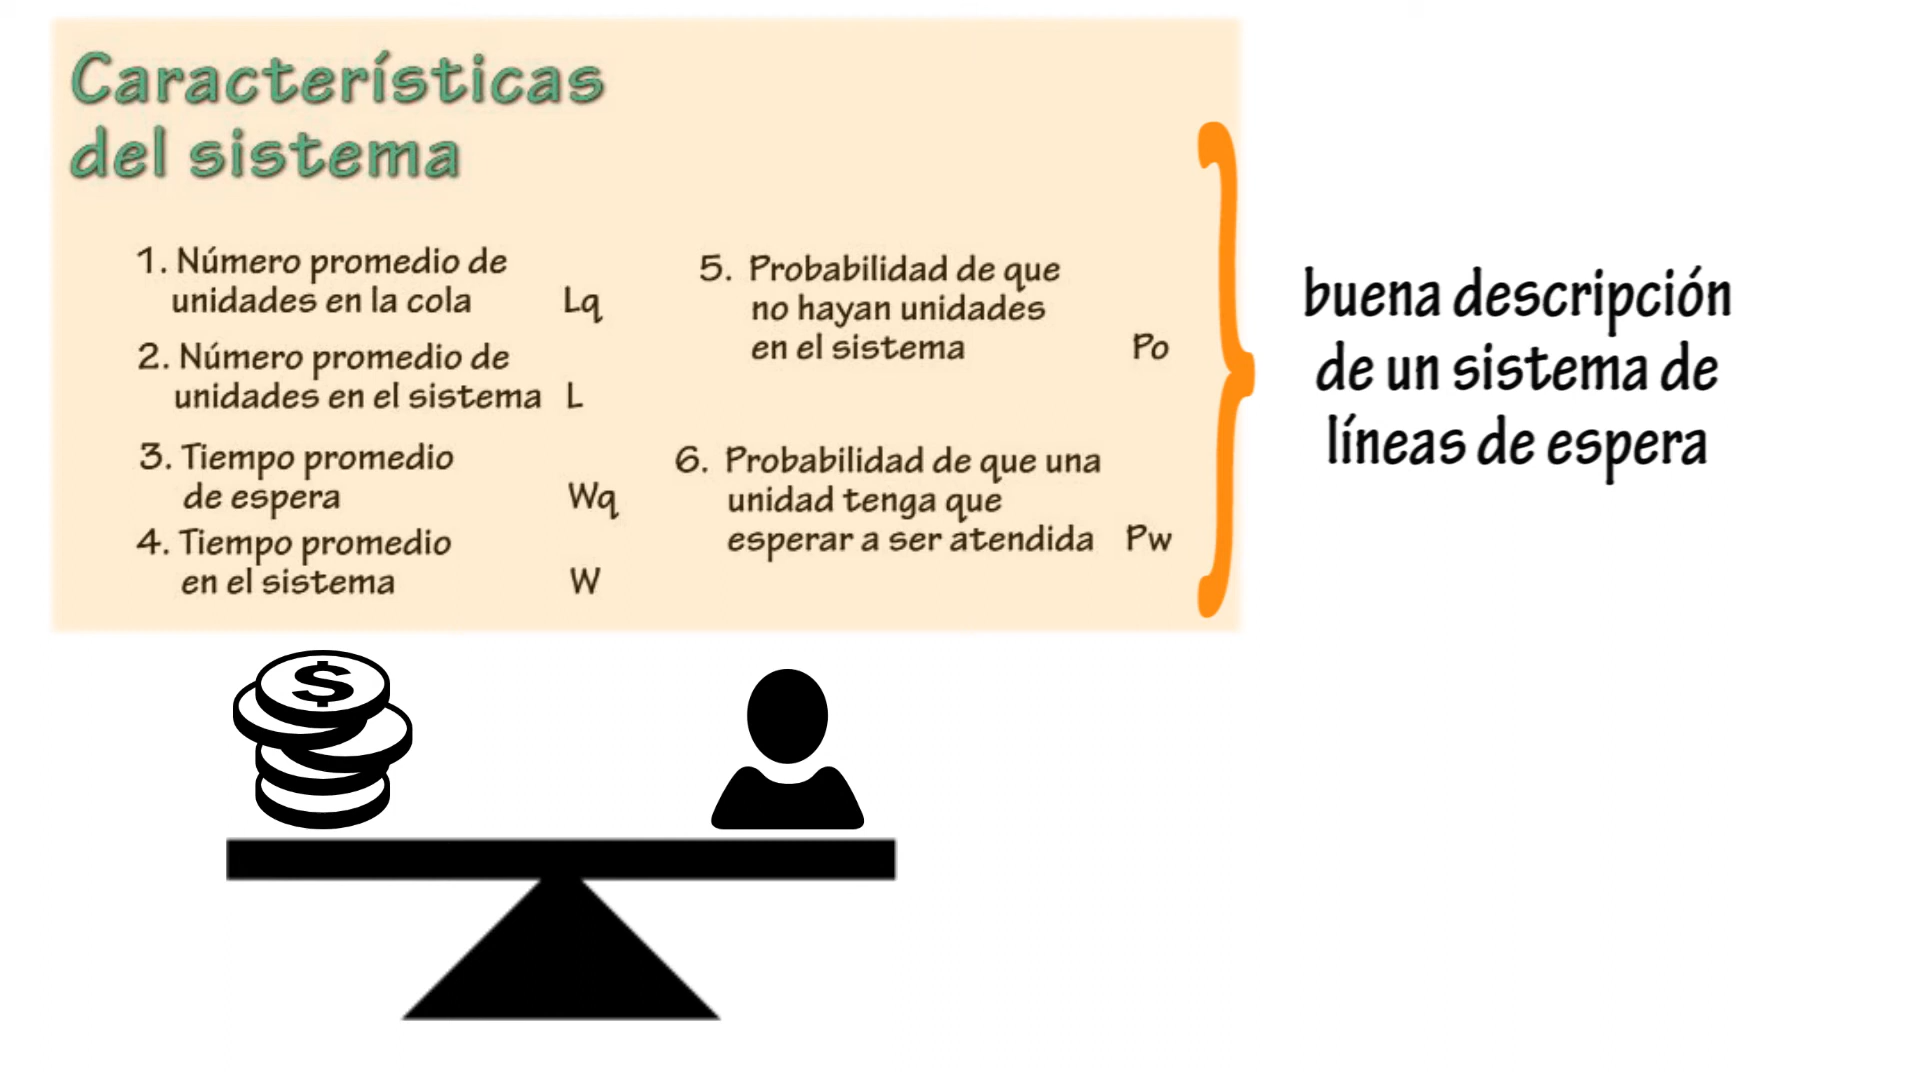 Características
del sistema
1. Número promedio de
unidades en la cola Lq
2. Número promedio de
unidades en el sistema L
3. Tiempo promedio
de espera Wq
4. Tiempo promedio
en el sistema W
5. Probabilidad de que
no hayan unidades
en el sistema Po
6. Probabilidad de que una
unidad tenga que
esperar a ser atendida Pw
buena descripción
de un sistema de
líneas de espera
$